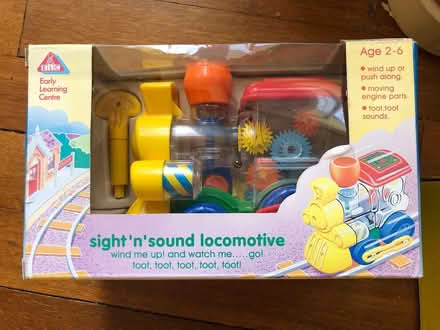 ELC
Early
Learning
Centre
Age 2-6
wind up or
push along.
moving
engine parts.
toot,toot
sounds.
sight'n'sound locomotive
wind me up! and watch me.....go!
toot, toot, toot, toot, toot!